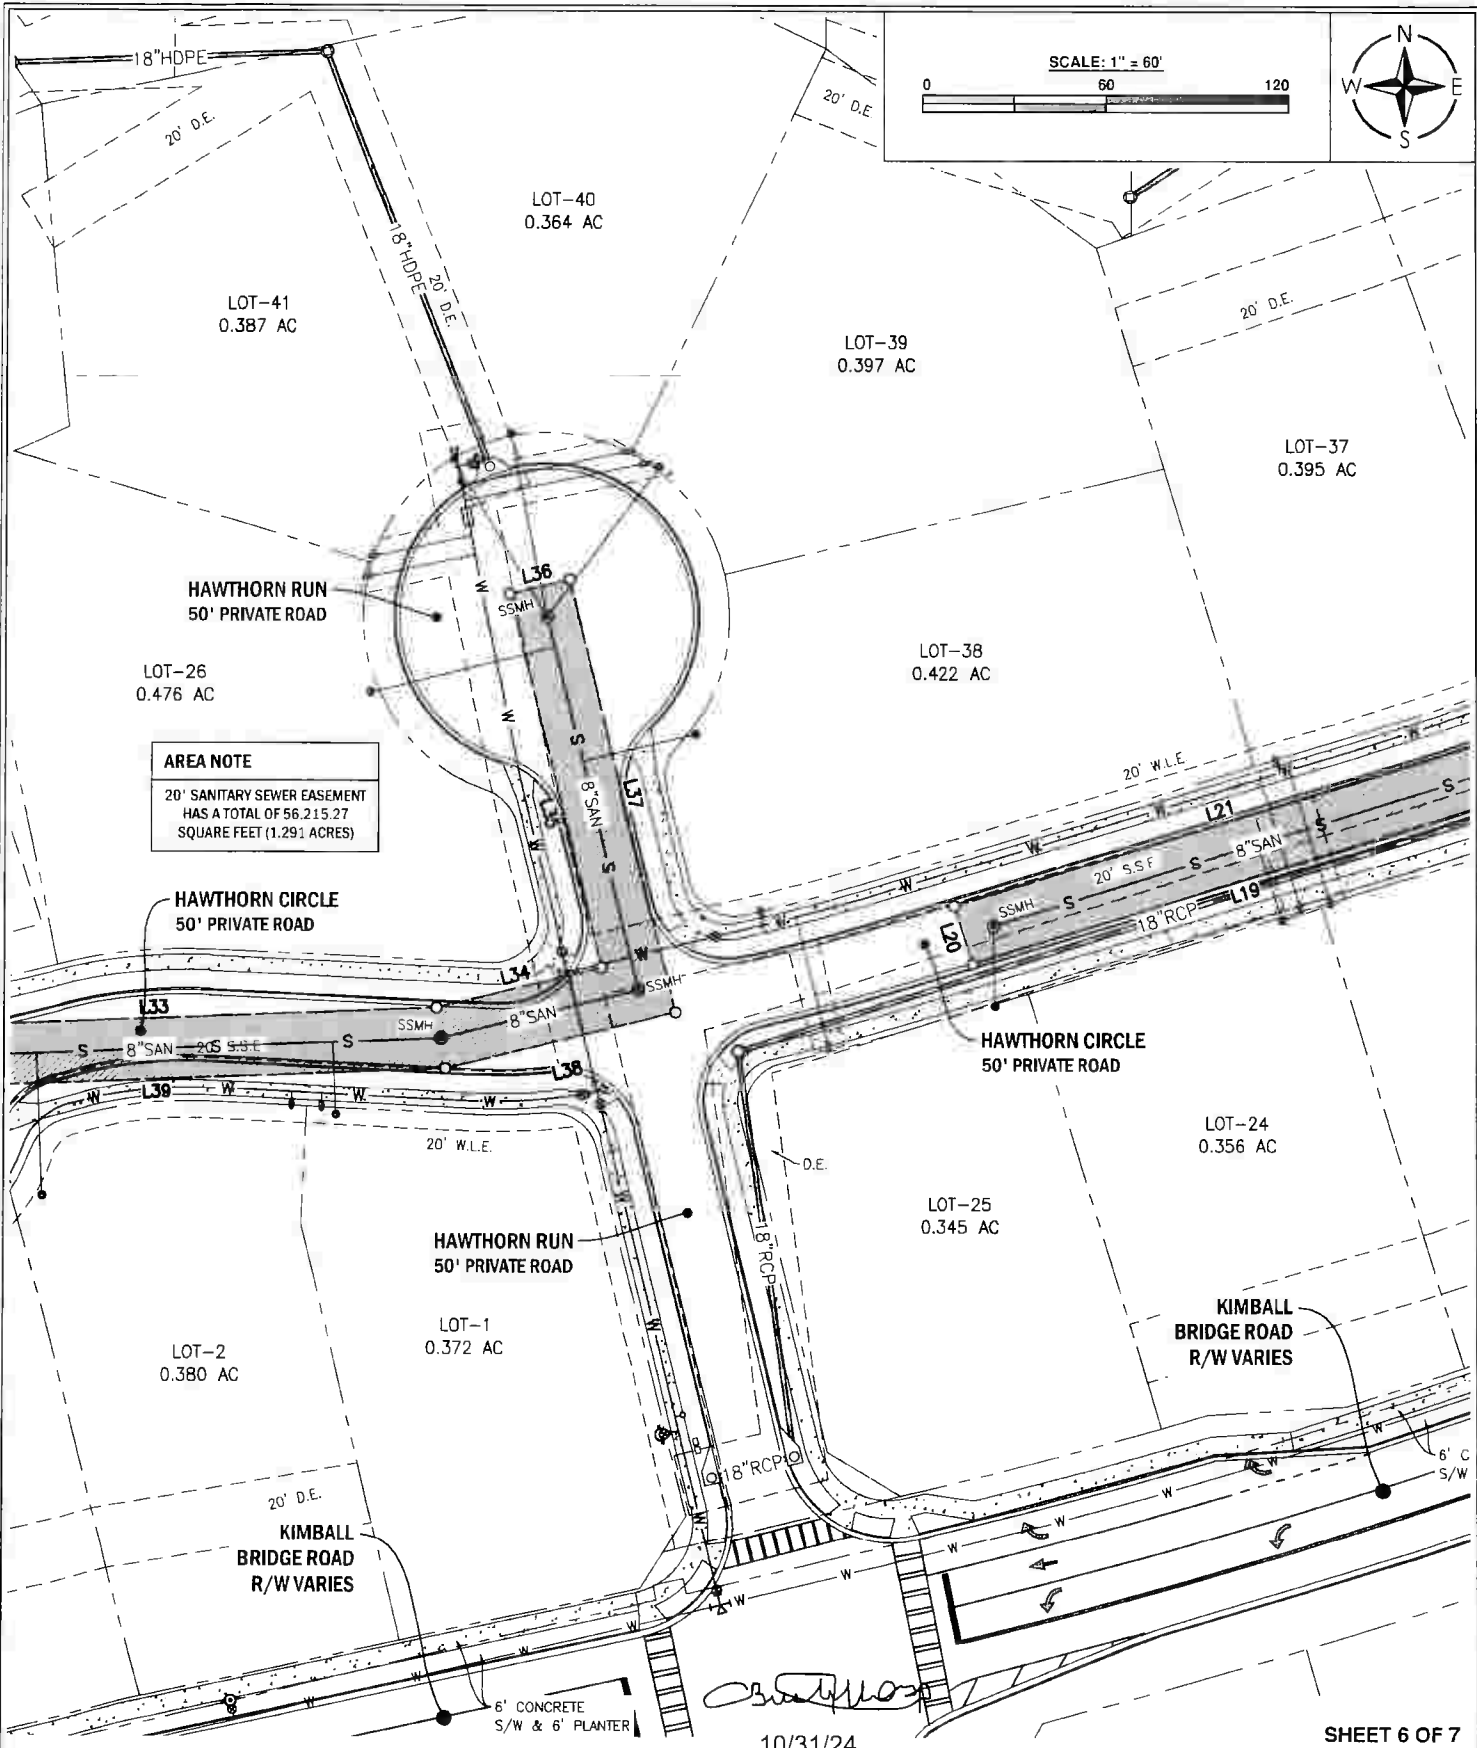 SCALE: 1" = 60'
0 60 120
N
W E
S
18"HDPE
20' D.E.
20' D.E.
LOT-40
0.364 AC
18"HDPE
20' D.E.
LOT-41
0.387 AC
20' D.E.
LOT-39
0.397 AC
LOT-37
0.395 AC
L36
SSMH
HAWTHORN RUN
50' PRIVATE ROAD
W
LOT-26
0.476 AC
LOT-38
0.422 AC
W
S
AREA NOTE
20' SANITARY SEWER EASEMENT
HAS A TOTAL OF 56,215.27
SQUARE FEET (1.291 ACRES)
20' W.L.E.
W
L35
8"SAN
L37
W
L21
S
W
W
S
8"SAN
S
20' S.S.E
S
W
L19
HAWTHORN CIRCLE
50' PRIVATE ROAD
SSMH
18"RCP
L20
L34
W
SSMH
L33
SSMH
8"SAN
S
8"SAN
20' S.S.E
S
S
HAWTHORN CIRCLE
50' PRIVATE ROAD
L38
L39
W
W
W
W
20' W.L.E.
D.E.
LOT-24
0.356 AC
W
LOT-25
0.345 AC
HAWTHORN RUN
50' PRIVATE ROAD
18"RCP
LOT-1
0.372 AC
W
LOT-2
0.380 AC
KIMBALL
BRIDGE ROAD
R/W VARIES
18"RCP
20' D.E.
W
W
W
W
W
W
W
6' C
S/W
KIMBALL
BRIDGE ROAD
R/W VARIES
W
W
W
W
6' CONCRETE
S/W & 6' PLANTER
10/31/24
SHEET 6 OF 7